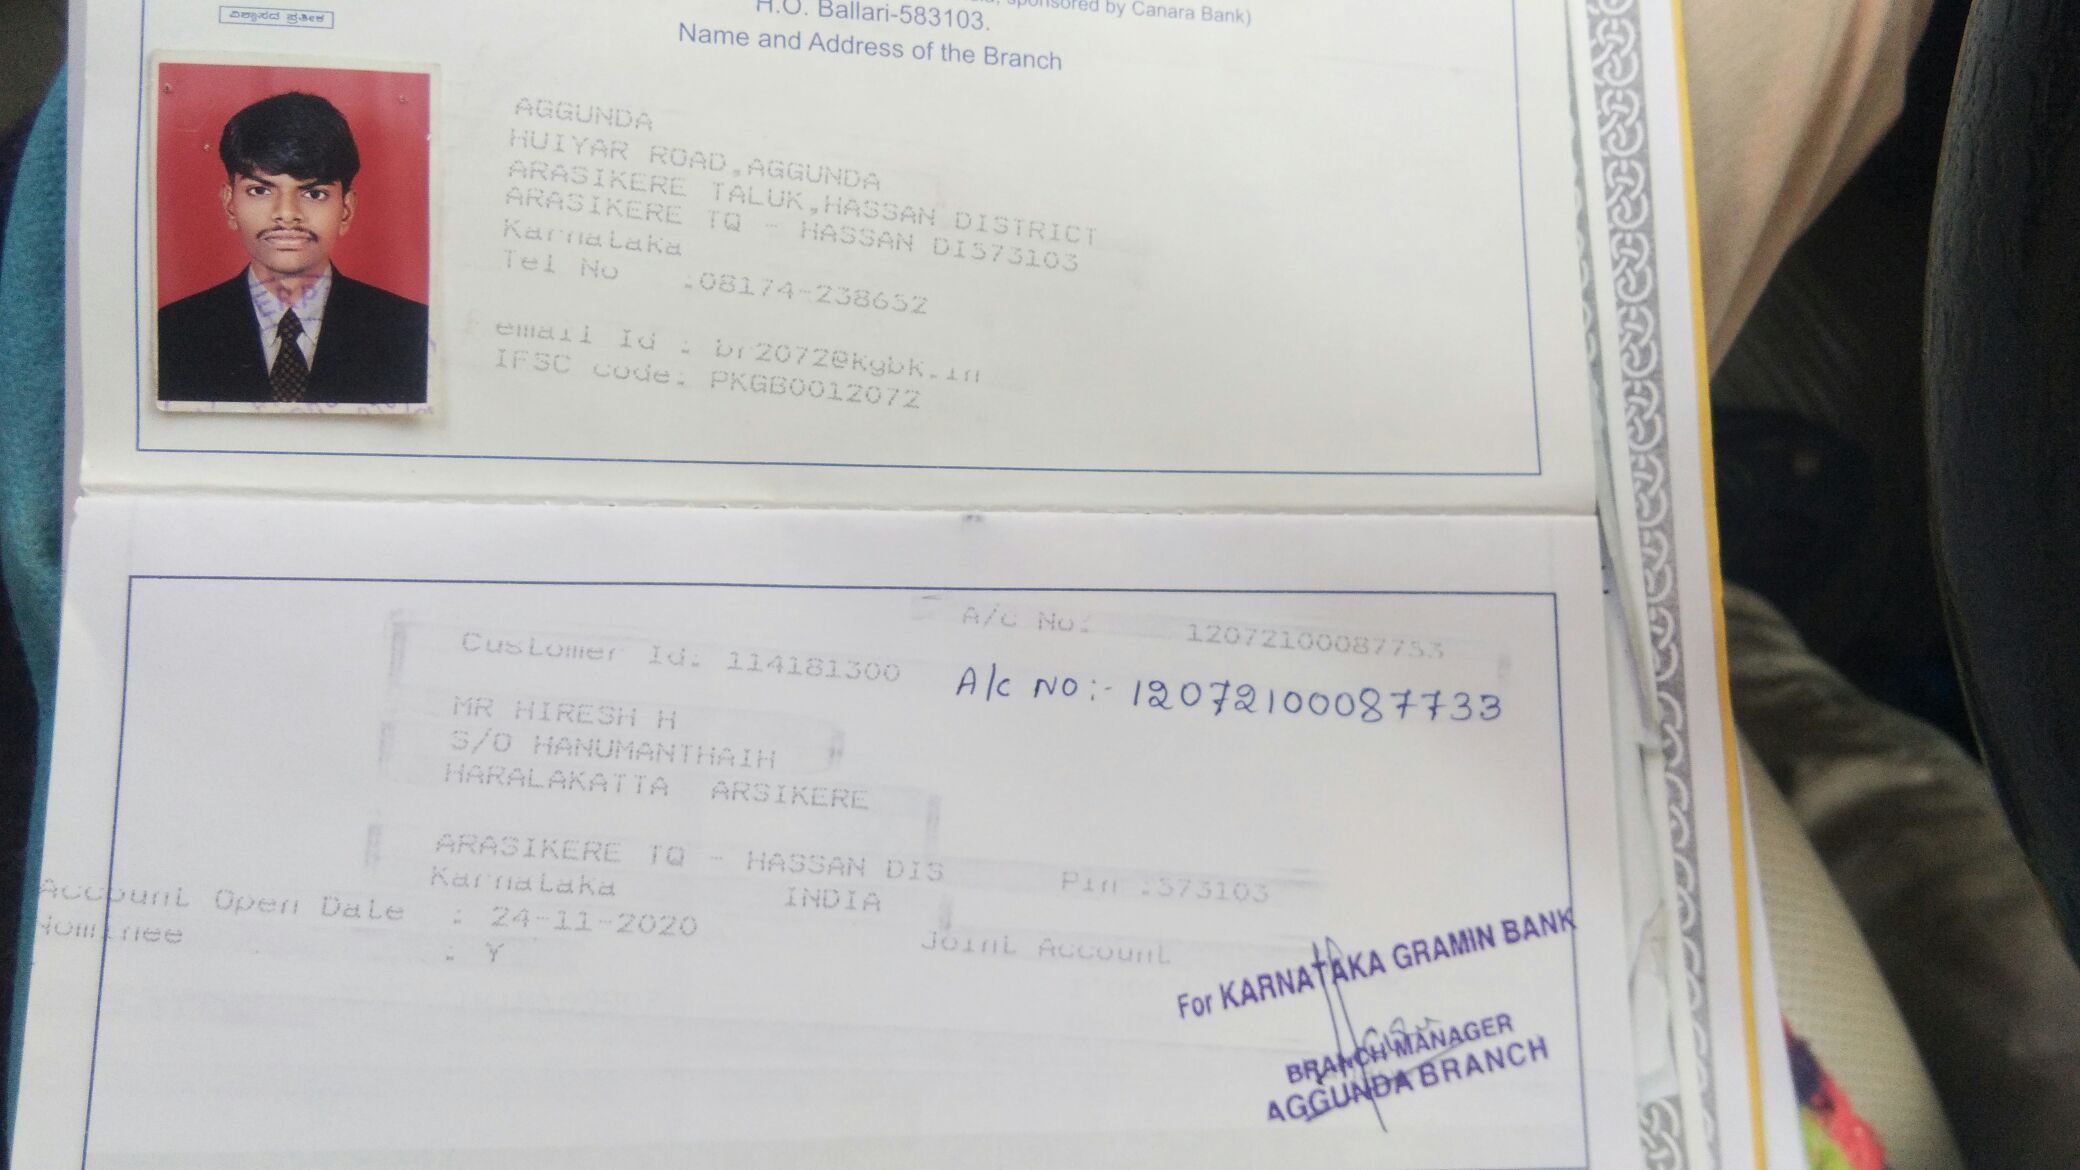 ವಿಶ್ವಾಸದ ಪ್ರತೀಕ
sponsored by Canara Bank)
H.O. Ballari-583103.
Name and Address of the Branch
AGGUNDA
HUIYAR ROAD,AGGUNDA
ARASIKERE TALUK,HASSAN DISTRICT
ARASIKERE TQ - HASSAN DIS73103
Karnataka
Tel No :08174-238652
email Id : br2072@kgbk.in
IFSC code: PKGB0012072
A/c No: 12072100087733
Customer Id: 114181300
A/c NO:- 12072100087733
MR HIRESH H
S/O HANUMANTHAIH
HARALAKATTA ARSIKERE
ARASIKERE TQ - HASSAN DIS
Karnataka INDIA Pin :573103
Account Open Date : 24-11-2020
Nominee : Y Joint Account
For KARNATAKA GRAMIN BANK
BRANCH MANAGER
AGGUNDA BRANCH